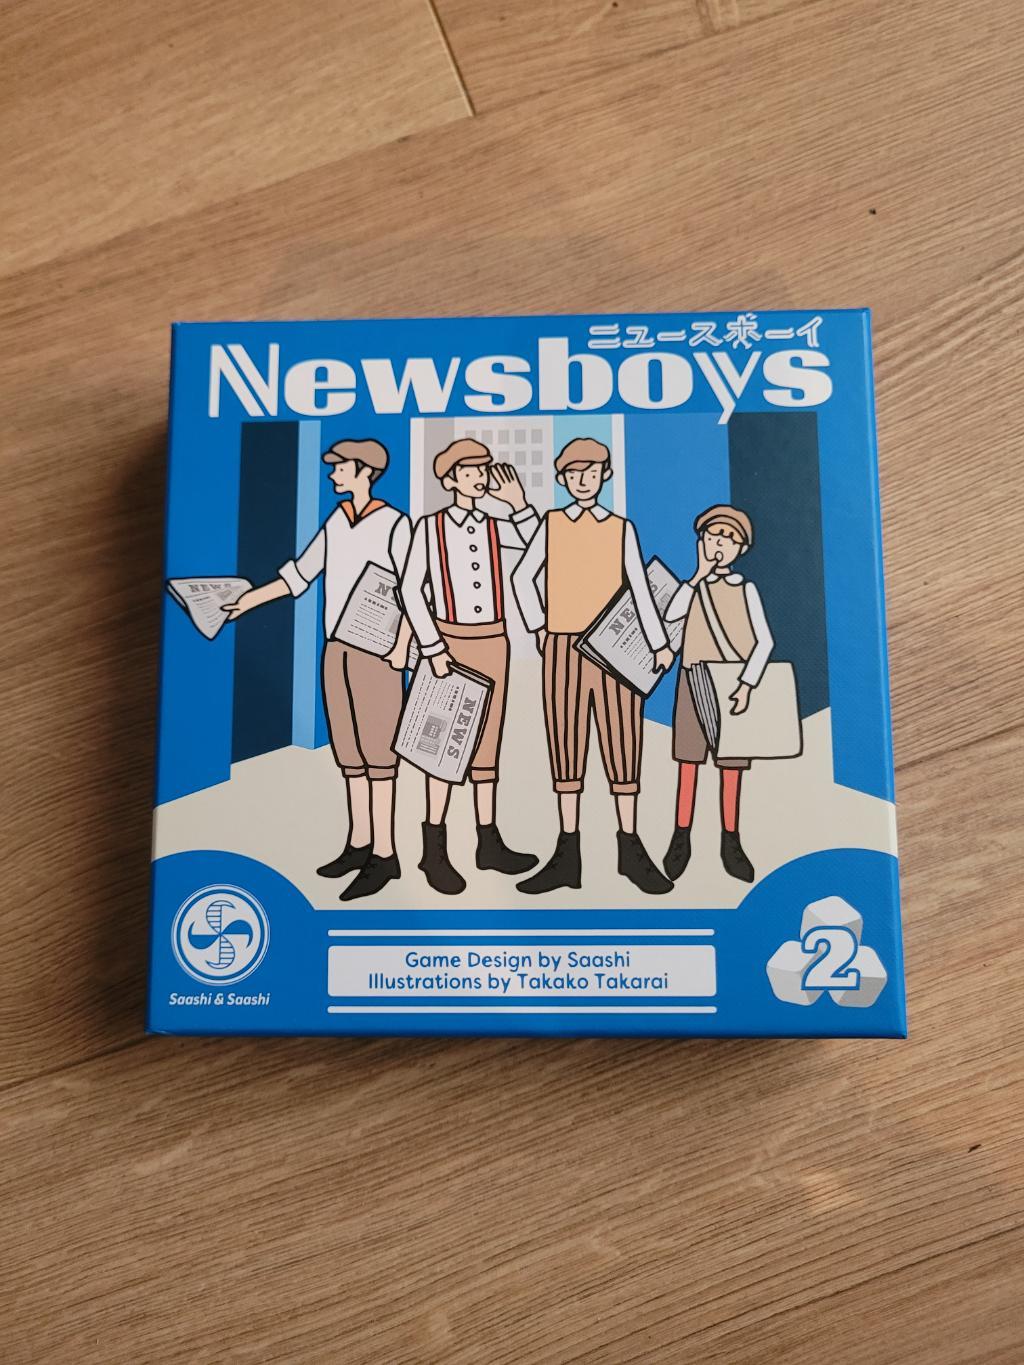 ニュースボーイ
Newsboys
NEWS
N
NEWS
NEWS
Game Design by Saashi
Illustrations by Takako Takarai
Saashi & Saashi
2